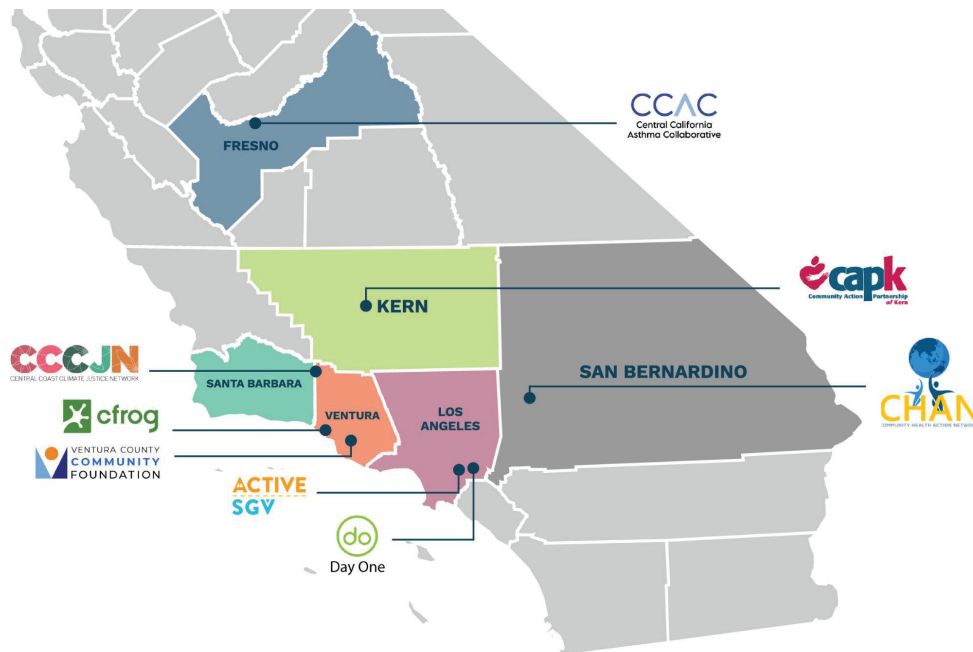 CCAC
Central California
Asthma Collaborative
FRESNO
capk
Community Action Partnership
of Kern
KERN
CCCJN
CENTRAL COAST CLIMATE JUSTICE NETWORK
SANTA BARBARA
SAN BERNARDINO
CHAN
COMMUNITY HEALTH ACTION NETWORK
cfrog
VENTURA
LOS
ANGELES
VENTURA COUNTY
COMMUNITY
FOUNDATION
ACTIVE
SGV
do
Day One